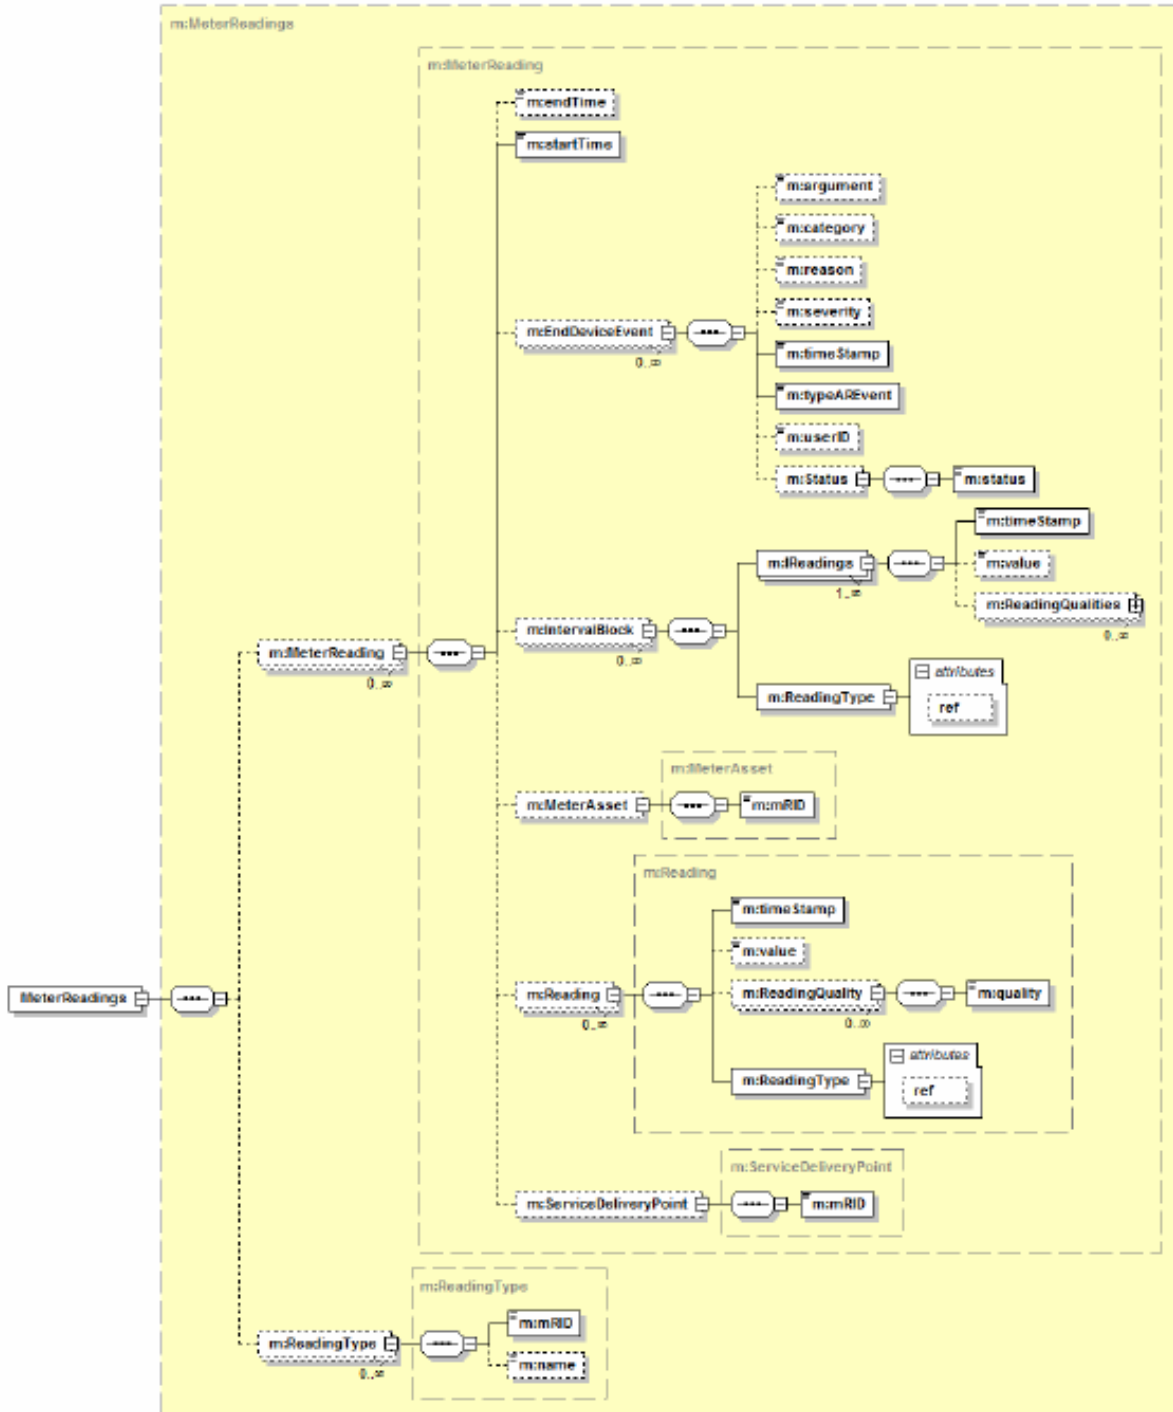 m:MeterReadings
m:MeterReading
m:endTime
m:startTime
m:argument
m:category
m:reason
m:severity
m:EndDeviceEvent
0..∞
m:timeStamp
m:typeAREvent
m:userID
m:Status
m:status
m:timeStamp
m:IReadings
1..∞
m:value
m:ReadingQualities
0..∞
m:IntervalBlock
0..∞
m:MeterReading
0..∞
attributes
m:ReadingType
ref
m:MeterAsset
m:MeterAsset
m:mRID
m:Reading
m:timeStamp
m:value
MeterReadings
m:Reading
0..∞
m:ReadingQuality
0..∞
m:quality
attributes
m:ReadingType
ref
m:ServiceDeliveryPoint
m:ServiceDeliveryPoint
m:mRID
m:ReadingType
m:mRID
m:ReadingType
0..∞
m:name